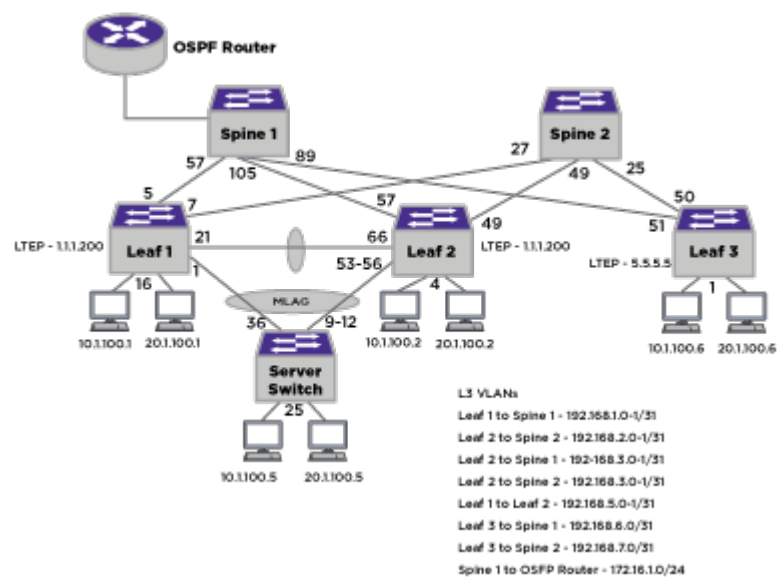 OSPF Router
Spine 1
Spine 2
57
105
89
27
49
25
5
7
57
49
50
51
LTEP - 1.1.1.200
Leaf 1
21
66
Leaf 2
LTEP - 1.1.1.200
LTEP - 5.5.5.5
Leaf 3
16
1
53-56
4
1
MLAG
36
9-12
10.1.100.1
20.1.100.1
10.1.100.2
20.1.100.2
10.1.100.6
20.1.100.6
Server
Switch
25
10.1.100.5
20.1.100.5
L3 VLANs
Leaf 1 to Spine 1 - 192.168.1.0-1/31
Leaf 2 to Spine 2 - 192.168.2.0-1/31
Leaf 2 to Spine 1 - 192-168.3.0-1/31
Leaf 2 to Spine 2 - 192.168.3.0-1/31
Leaf 1 to Leaf 2 - 192.168.5.0-1/31
Leaf 3 to Spine 1 - 192.168.6.0/31
Leaf 3 to Spine 2 - 192.168.7.0/31
Spine 1 to OSFP Router - 172.16.1.0/24